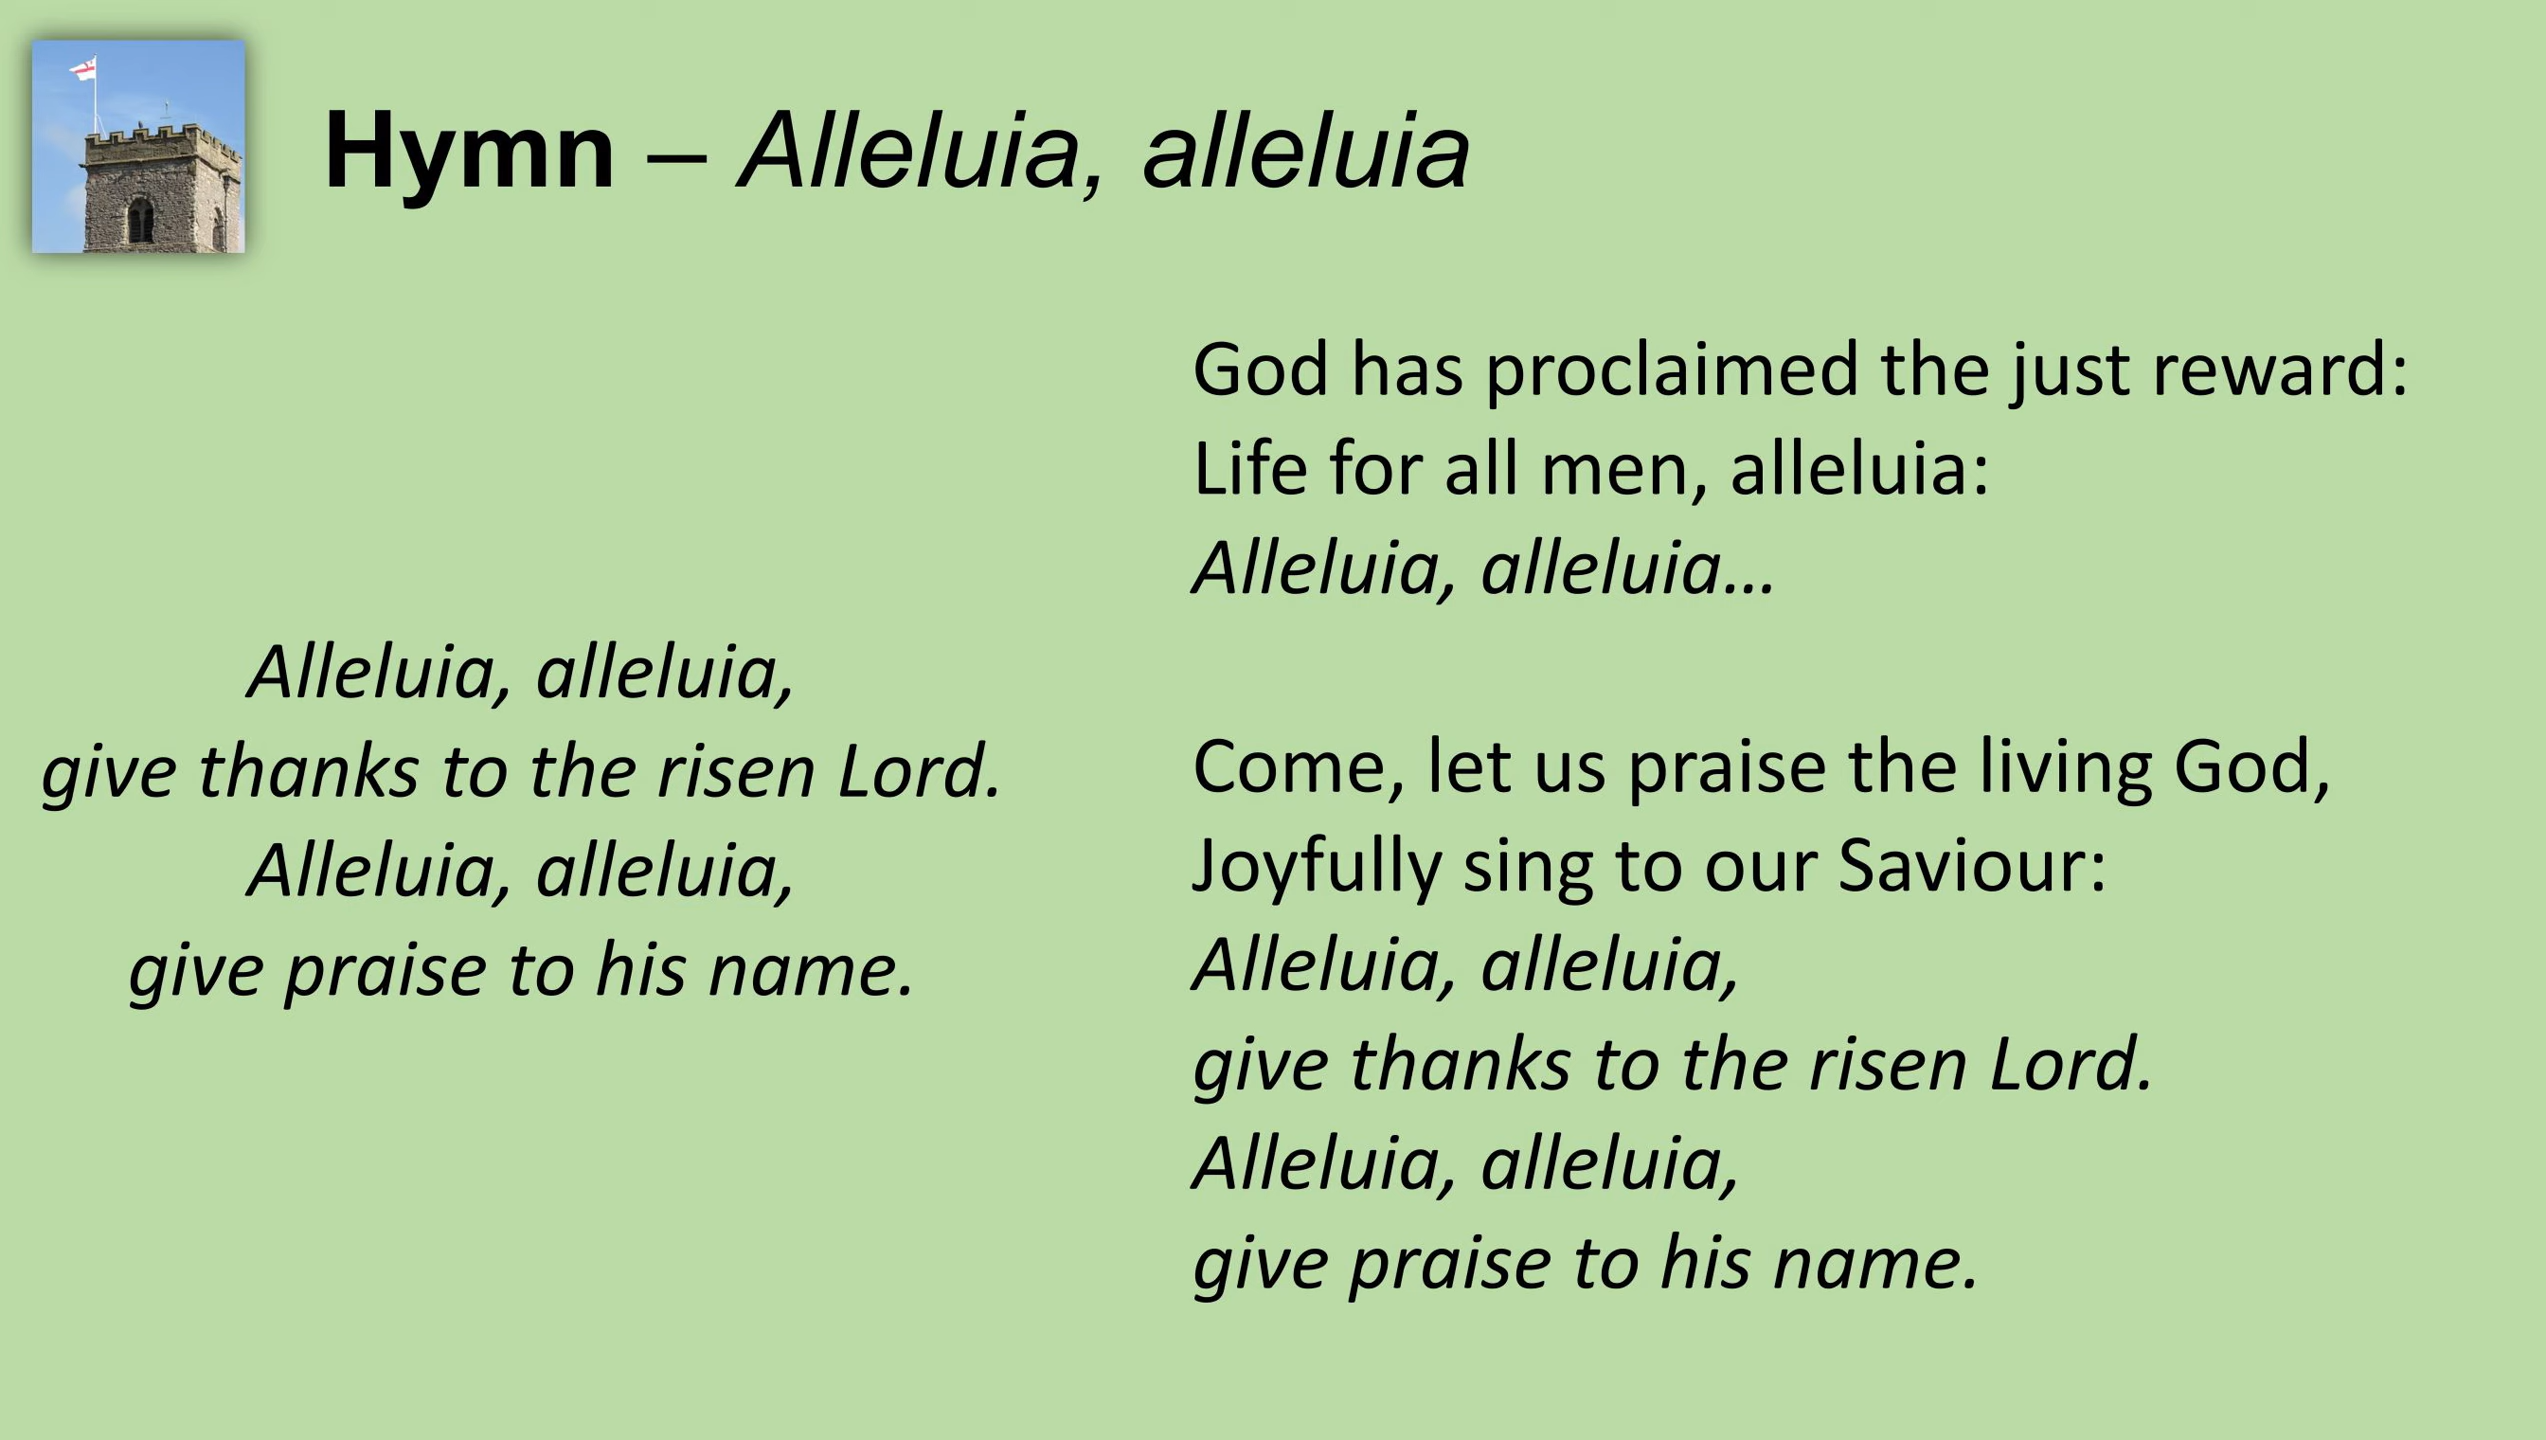 Hymn – Alleluia, alleluia
Alleluia, alleluia,
give thanks to the risen Lord.
Alleluia, alleluia,
give praise to his name.
God has proclaimed the just reward:
Life for all men, alleluia:
Alleluia, alleluia...
Come, let us praise the living God,
Joyfully sing to our Saviour:
Alleluia, alleluia,
give thanks to the risen Lord.
Alleluia, alleluia,
give praise to his name.